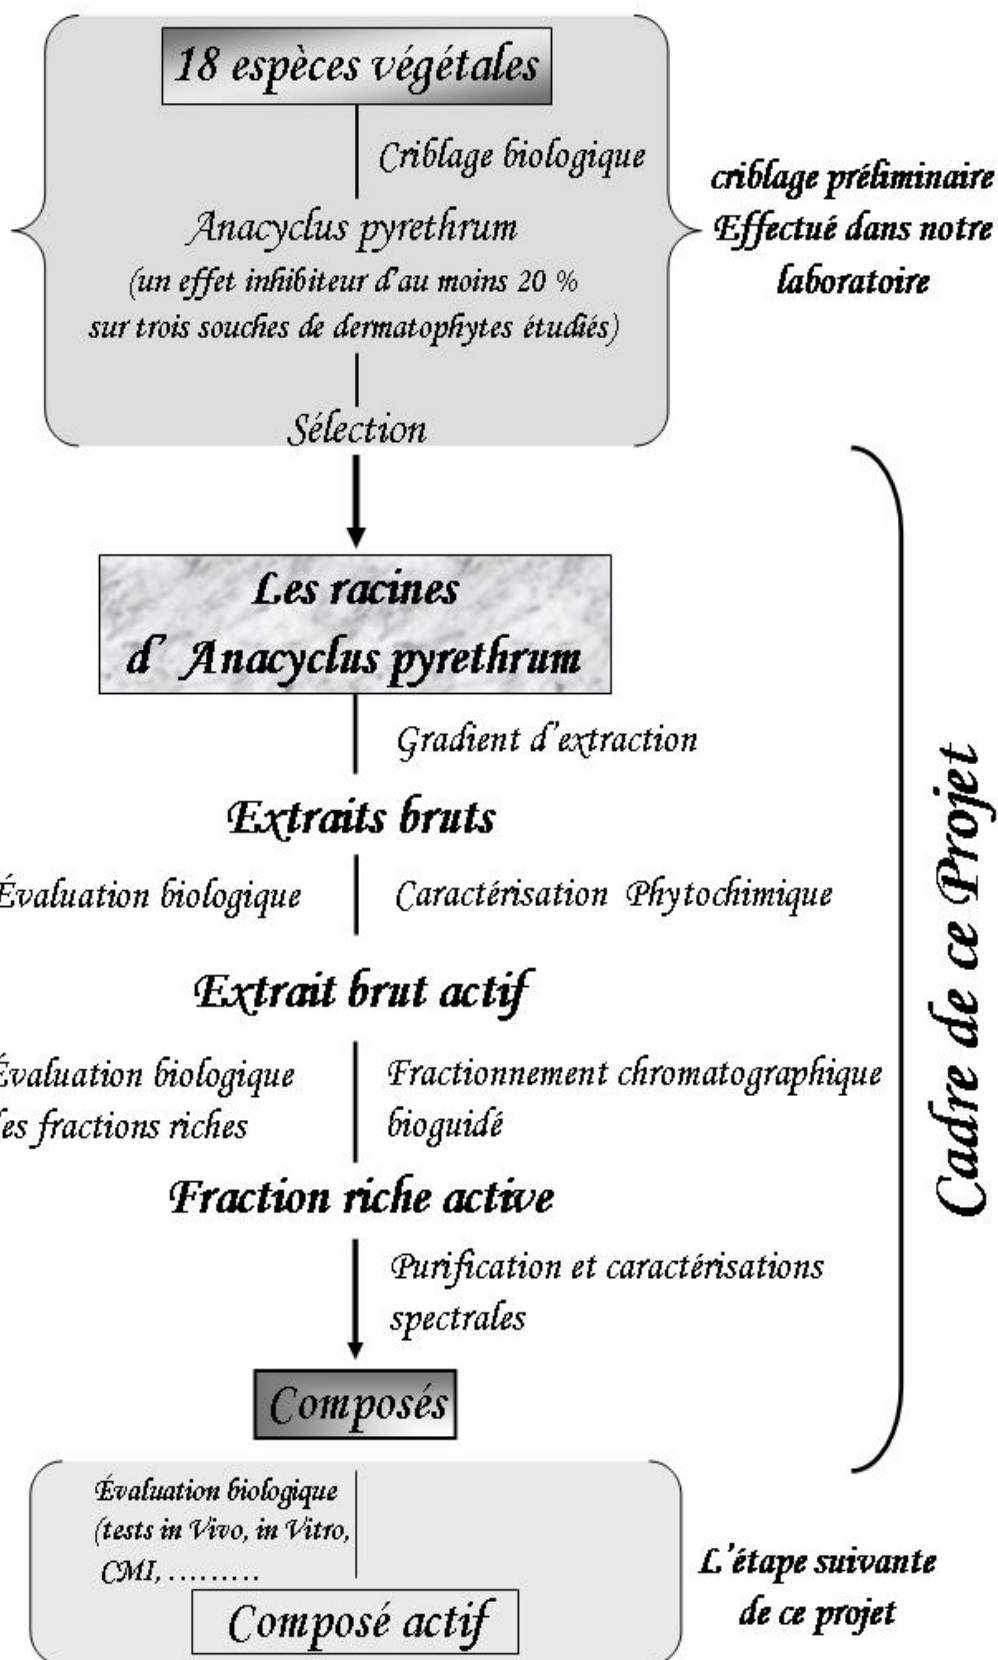 18 espèces végétales
Criblage biologique
Anacyclus pyrethrum
(un effet inhibiteur d'au moins 20 %
sur trois souches de dermatophytes étudiés)
Sélection
criblage préliminaire
Effectué dans notre
laboratoire
Les racines
d' Anacyclus pyrethrum
Gradient d'extraction
Extraits bruts
Évaluation biologique
Caractérisation Phytochimique
Extrait brut actif
Évaluation biologique
des fractions riches
Fractionnement chromatographique
bioguidé
Fraction riche active
Purification et caractérisations
spectrales
Composés
Cadre de ce Projet
Évaluation biologique
(tests in Vivo, in Vitro,
CMI, .........
Composé actif
L'étape suivante
de ce projet